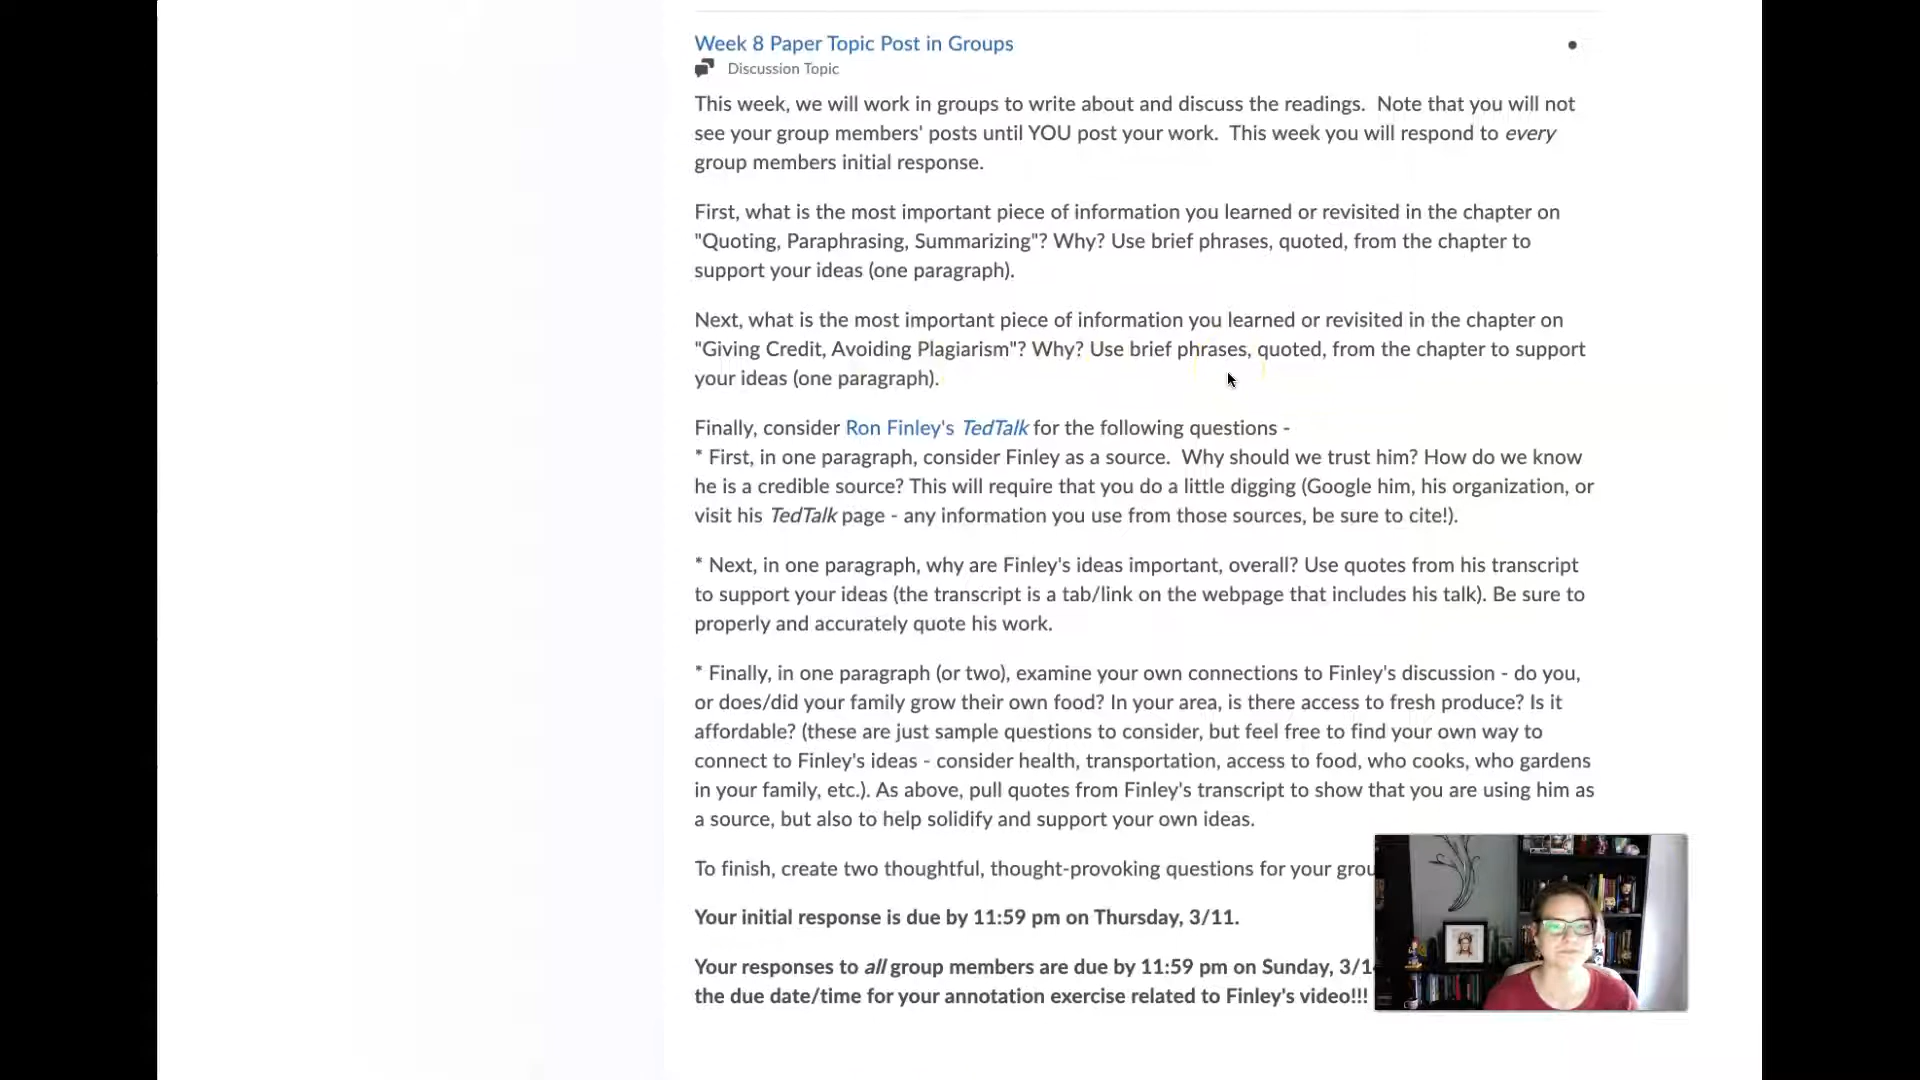 Week 8 Paper Topic Post in Groups
Discussion Topic
This week, we will work in groups to write about and discuss the readings.  Note that you will not
see your group members' posts until YOU post your work.  This week you will respond to every
group members initial response.
First, what is the most important piece of information you learned or revisited in the chapter on
"Quoting, Paraphrasing, Summarizing"? Why? Use brief phrases, quoted, from the chapter to
support your ideas (one paragraph).
Next, what is the most important piece of information you learned or revisited in the chapter on
"Giving Credit, Avoiding Plagiarism"? Why? Use brief phrases, quoted, from the chapter to support
your ideas (one paragraph).
Finally, consider Ron Finley's TedTalk for the following questions -
* First, in one paragraph, consider Finley as a source.  Why should we trust him? How do we know
he is a credible source? This will require that you do a little digging (Google him, his organization, or
visit his TedTalk page - any information you use from those sources, be sure to cite!).
* Next, in one paragraph, why are Finley's ideas important, overall? Use quotes from his transcript
to support your ideas (the transcript is a tab/link on the webpage that includes his talk). Be sure to
properly and accurately quote his work.
* Finally, in one paragraph (or two), examine your own connections to Finley's discussion - do you,
or does/did your family grow their own food? In your area, is there access to fresh produce? Is it
affordable? (these are just sample questions to consider, but feel free to find your own way to
connect to Finley's ideas - consider health, transportation, access to food, who cooks, who gardens
in your family, etc.). As above, pull quotes from Finley's transcript to show that you are using him as
a source, but also to help solidify and support your own ideas.
To finish, create two thoughtful, thought-provoking questions for your
Your initial response is due by 11:59 pm on Thursday, 3/11.
Your responses to all group members are due by 11:59 pm on Sunday,
the due date/time for your annotation exercise related to Finley's video!!!